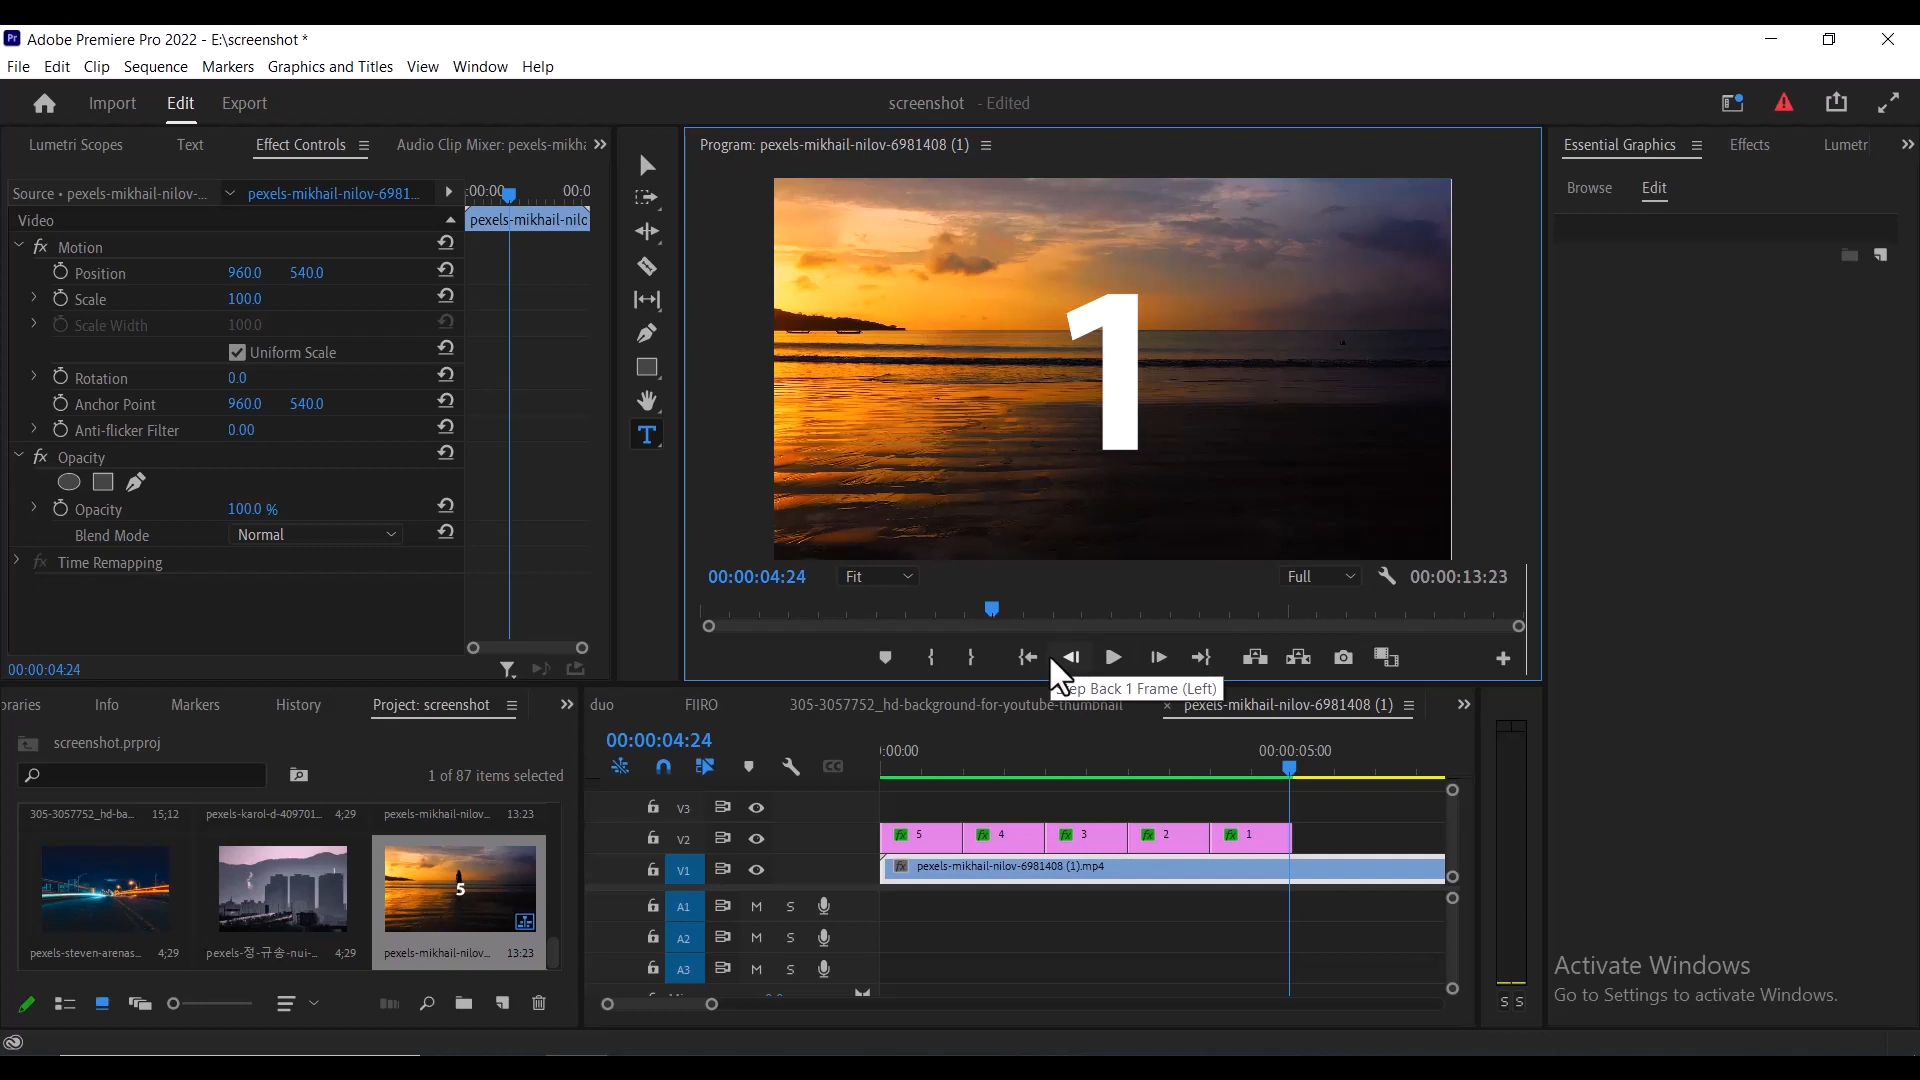 Adobe Premiere Pro 2022 - E:\screenshot *
File Edit Clip Sequence Markers Graphics and Titles View Window Help
Import Edit Export
screenshot - Edited
Lumetri Scopes Text Effect Controls Audio Clip Mixer: pexels-mikha
Source • pexels-mikhail-nilov-... pexels-mikhail-nilov-6981...
:00:00 00:0
Video
pexels-mikhail-nilo
Motion
Position 960.0 540.0
Scale 100.0
Scale Width 100.0
Uniform Scale
Rotation 0.0
Anchor Point 960.0 540.0
Anti-flicker Filter 0.00
Opacity
Opacity 100.0 %
Blend Mode Normal
Time Remapping
00:00:04:24
Program: pexels-mikhail-nilov-6981408 (1)
1
00:00:04:24 Fit Full 00:00:13:23
Step Back 1 Frame (Left)
Essential Graphics Effects Lumetr
Browse Edit
braries Info Markers History Project: screenshot
screenshot.prproj
1 of 87 items selected
305-3057752_hd-ba... 15;12 pexels-karol-d-409701... 4;29 pexels-mikhail-nilov... 13:23
5
pexels-steven-arenas... 4;29 pexels-정-규송-nui-... 4;29 pexels-mikhail-nilov... 13:23
duo FIIRO 305-3057752_hd-background-for-youtube-thumbnail × pexels-mikhail-nilov-6981408 (1)
00:00:04:24
:00:00 00:00:05:00
V3
V2 fx 5 fx 4 fx 3 fx 2 fx 1
V1 fx pexels-mikhail-nilov-6981408 (1).mp4
A1 M S
A2 M S
A3 M S
S S
Activate Windows
Go to Settings to activate Windows.